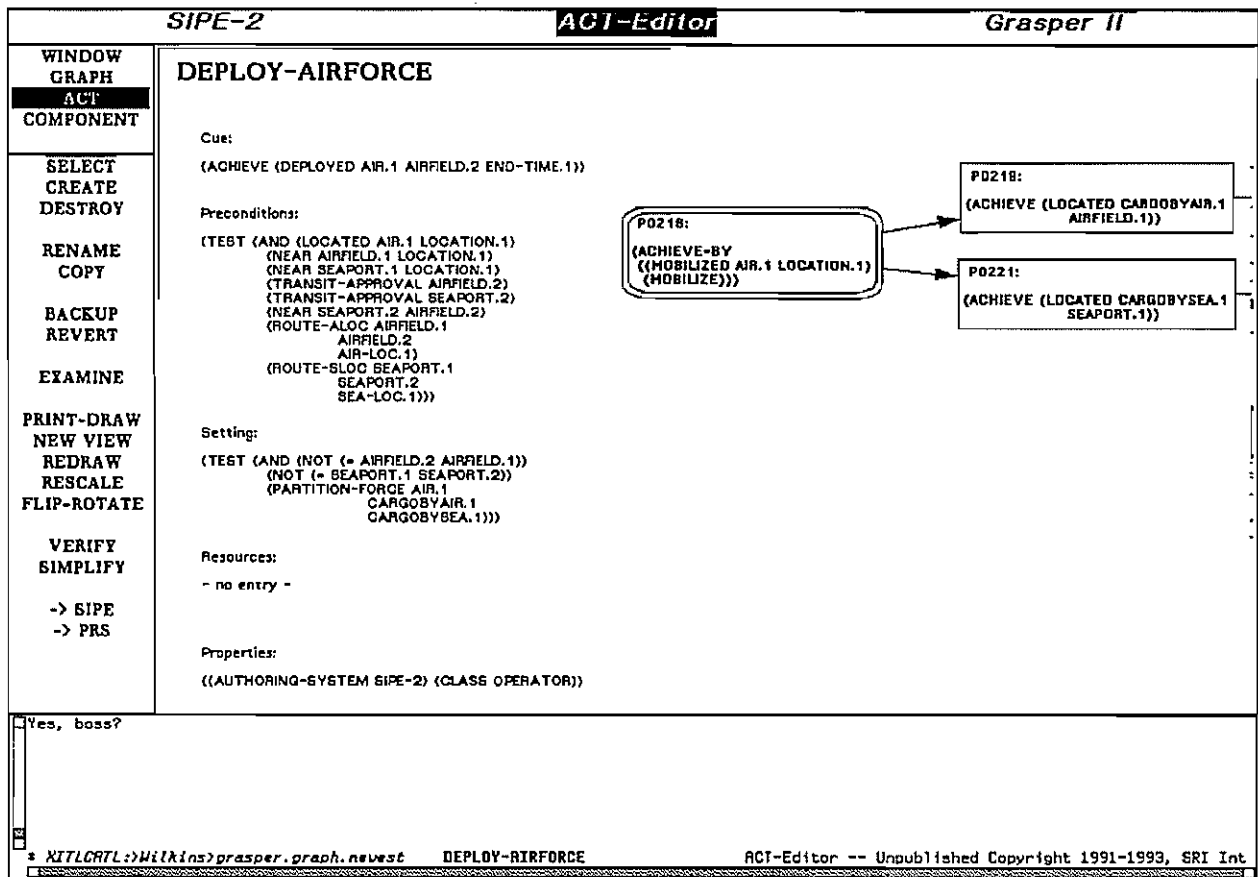 SIPE-2
ACT-Editor
Grasper II
WINDOW
GRAPH
ACT
COMPONENT
SELECT
CREATE
DESTROY
RENAME
COPY
BACKUP
REVERT
EXAMINE
PRINT-DRAW
NEW VIEW
REDRAW
RESCALE
FLIP-ROTATE
VERIFY
SIMPLIFY
-> SIPE
-> PRS
DEPLOY-AIRFORCE
Cue:
(ACHIEVE (DEPLOYED AIR.1 AIRFIELD.2 END-TIME.1))
Preconditions:
(TEST (AND (LOCATED AIR.1 LOCATION.1)
(NEAR AIRFIELD.1 LOCATION.1)
(NEAR SEAPORT.1 LOCATION.1)
(TRANSIT-APPROVAL AIRFIELD.2)
(TRANSIT-APPROVAL SEAPORT.2)
(NEAR SEAPORT.2 AIRFIELD.2)
(ROUTE-ALOC AIRFIELD.1
AIRFIELD.2
AIR-LOC.1)
(ROUTE-SLOC SEAPORT.1
SEAPORT.2
SEA-LOC.1)))
Setting:
(TEST (AND (NOT (= AIRFIELD.2 AIRFIELD.1))
(NOT (= SEAPORT.1 SEAPORT.2))
(PARTITION-FORCE AIR.1
CARGOBYAIR.1
CARGOBYSEA.1)))
Resources:
- no entry -
Properties:
((AUTHORING-SYSTEM SIPE-2) (CLASS OPERATOR))
P0218:
(ACHIEVE-BY
((MOBILIZED AIR.1 LOCATION.1)
(MOBILIZE)))
P0219:
(ACHIEVE (LOCATED CARGOBYAIR.1
AIRFIELD.1))
P0221:
(ACHIEVE (LOCATED CARGOBYSEA.1
SEAPORT.1))
Yes, boss?
* XITLCRTL:>Wilkins>grasper.graph.newest DEPLOY-AIRFORCE ACT-Editor -- Unpublished Copyright 1991-1993, SRI Int